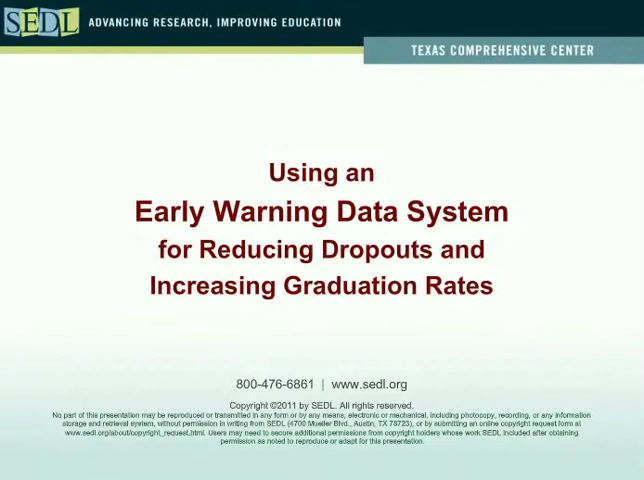 SEDL ADVANCING RESEARCH, IMPROVING EDUCATION
TEXAS COMPREHENSIVE CENTER
Using an
Early Warning Data System
for Reducing Dropouts and
Increasing Graduation Rates
800-476-6861 | www.sedl.org
Copyright ©2011 by SEDL. All rights reserved.
No part of this presentation may be reproduced or transmitted in any form or by any means, electronic or mechanical, including photocopy, recording, or any information
storage and retrieval system, without permission in writing from SEDL (4700 Mueller Blvd., Austin, TX 78723), or by submitting an online copyright request form at
www.sedl.org/about/copyright_request.html. Users may need to secure additional permissions from copyright holders whose work SEDL included after obtaining
permission as noted to reproduce or adapt for this presentation.